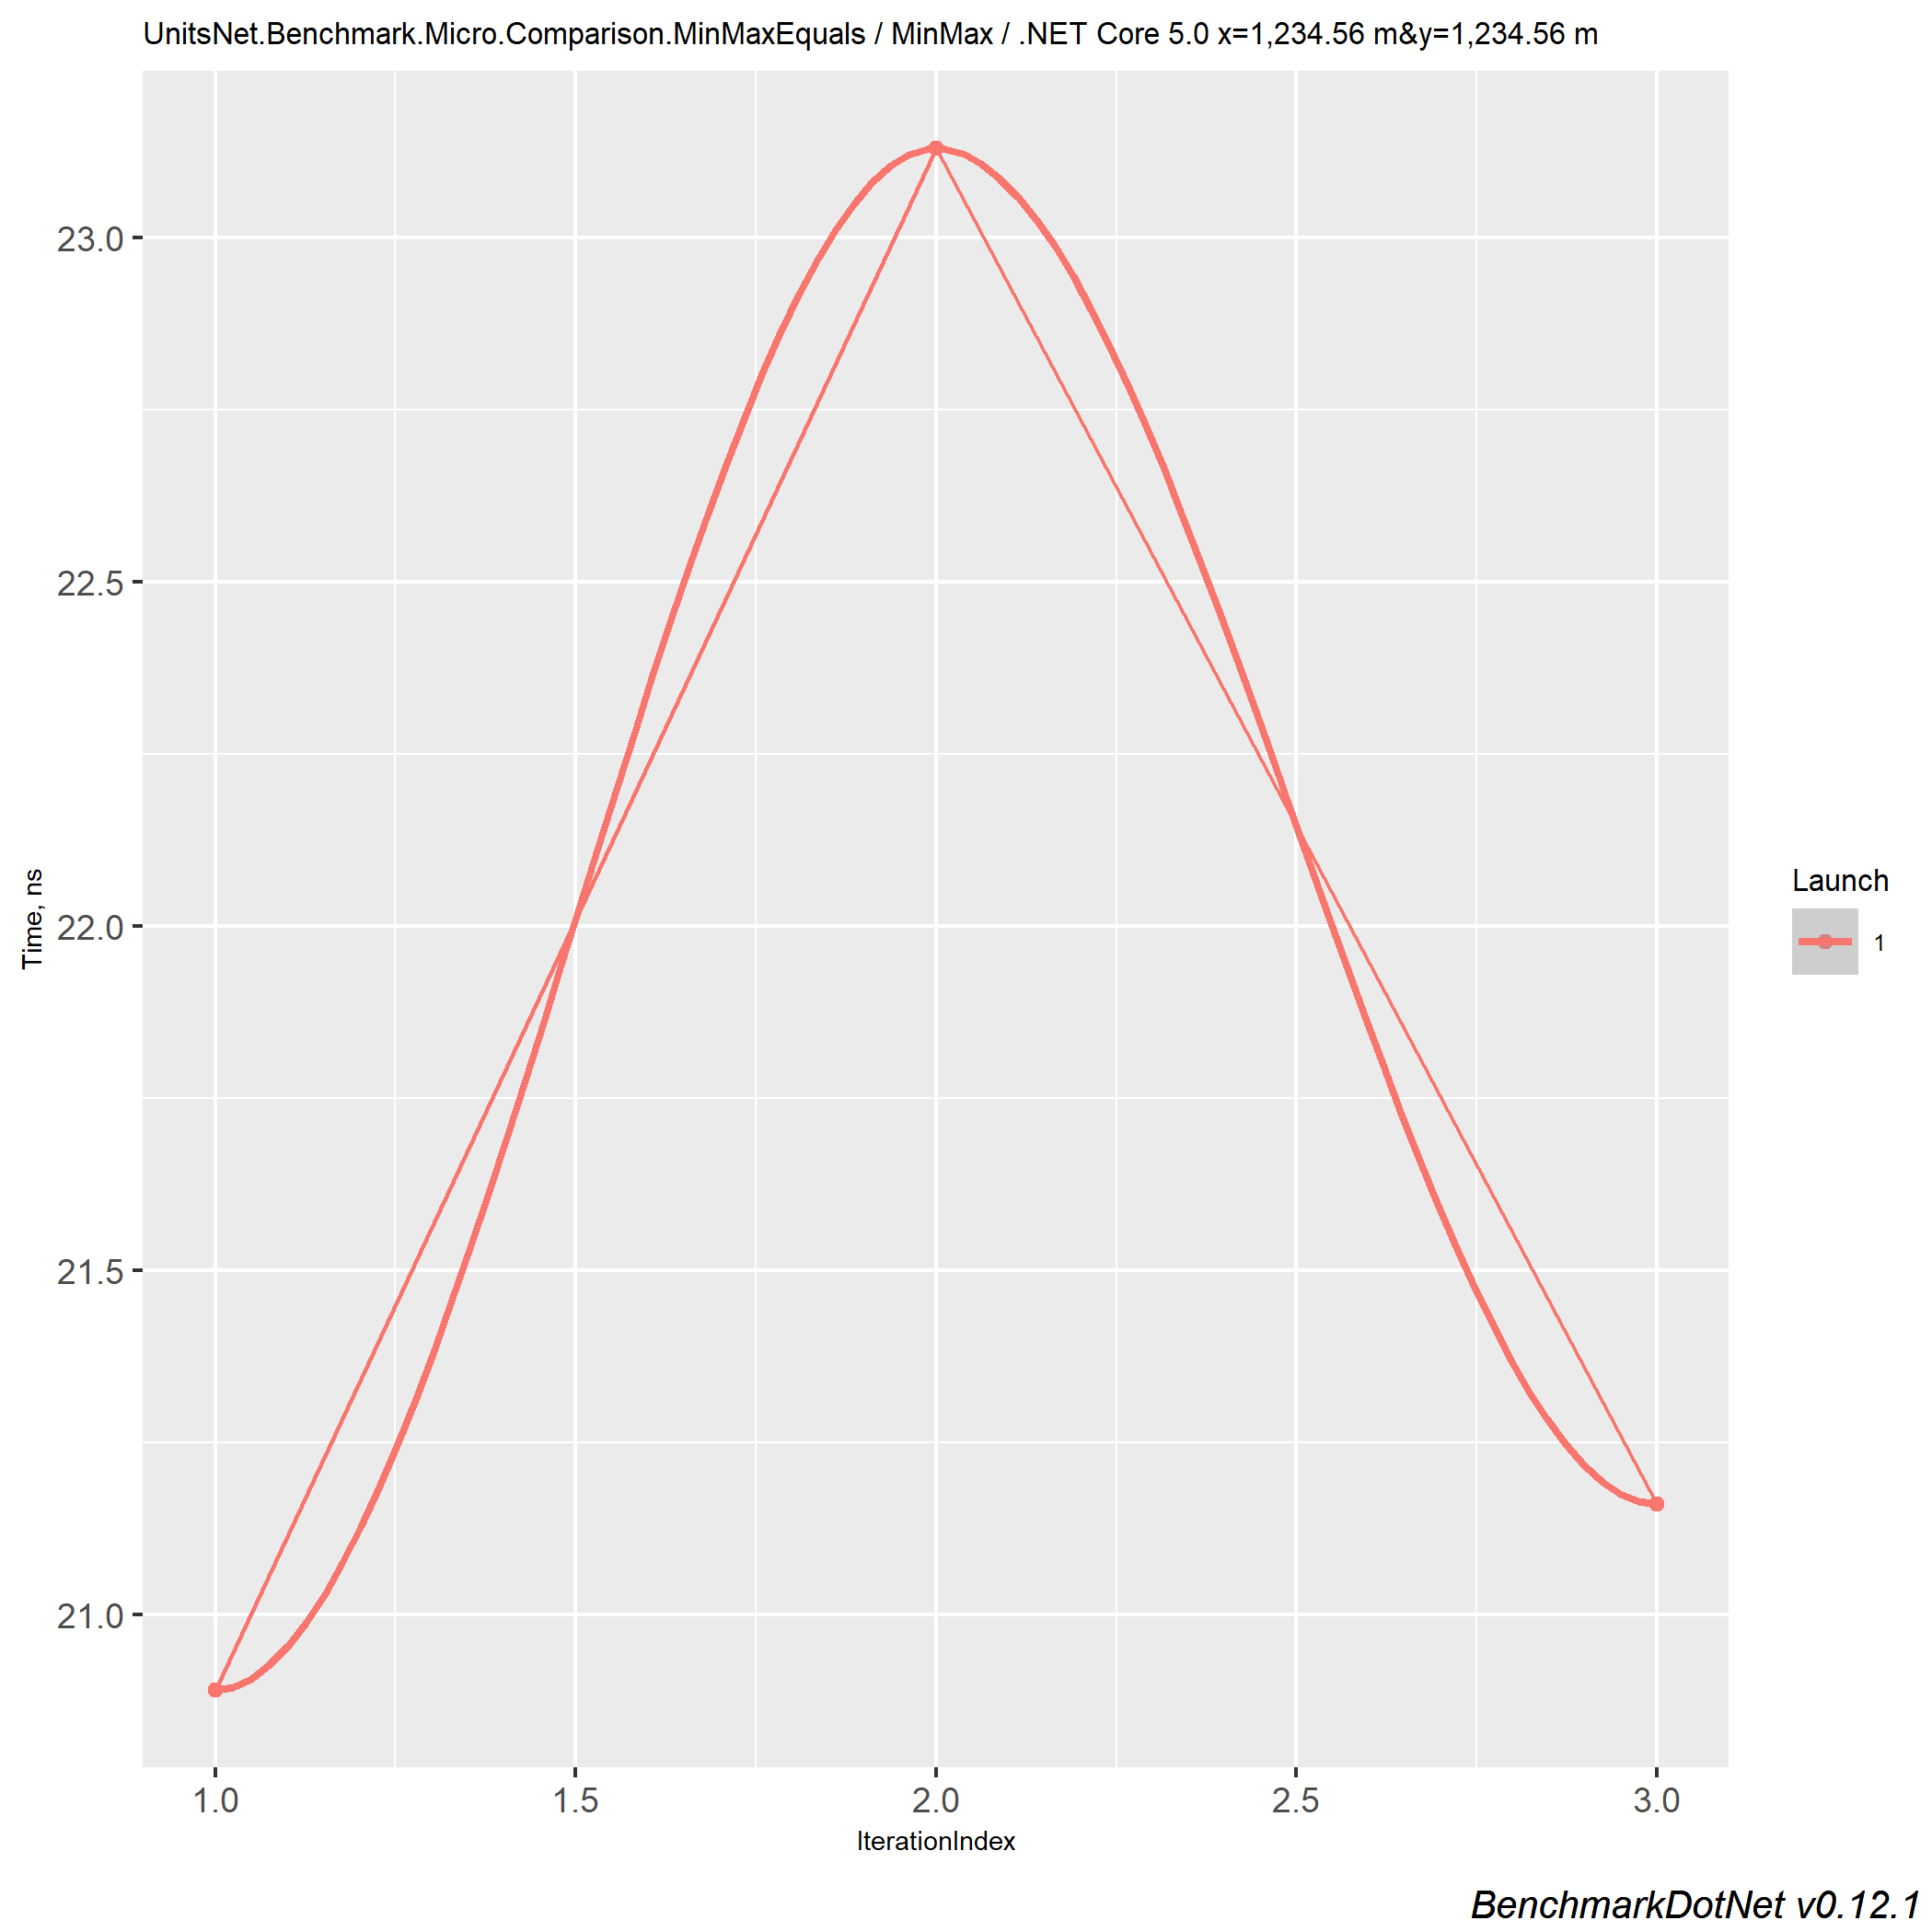 UnitsNet.Benchmark.Micro.Comparison.MinMaxEquals / MinMax / .NET Core 5.0 x=1,234.56 m&y=1,234.56 m
23.0
22.5
22.0
21.5
21.0
Time, ns
1.0 1.5 2.0 2.5 3.0
IterationIndex
Launch
1
BenchmarkDotNet v0.12.1